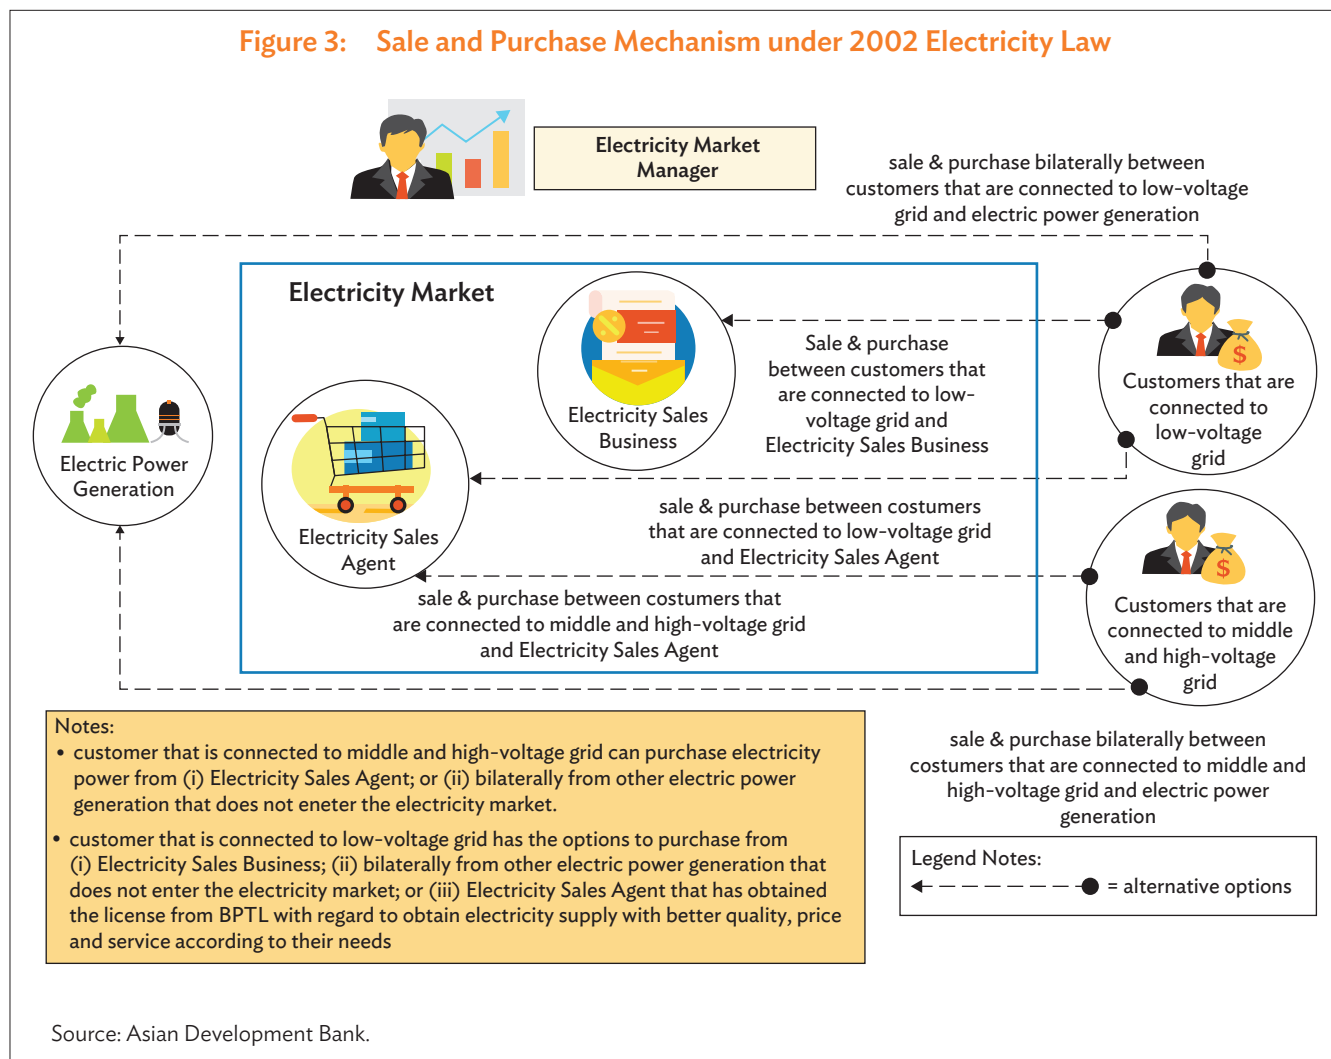 Figure 3: Sale and Purchase Mechanism under 2002 Electricity Law
Electricity Market
Manager
sale & purchase bilaterally between
customers that are connected to low-voltage
grid and electric power generation
Electricity Market
Electricity Sales
Business
Sale & purchase
between customers that
are connected to low-
voltage grid and
Electricity Sales Business
$
Customers that are
connected to
low-voltage
grid
Electric Power
Generation
Electricity Sales
Agent
sale & purchase between costumers
that are connected to low-voltage grid
and Electricity Sales Agent
$
Customers that are
connected to middle
and high-voltage
grid
sale & purchase between costumers that
are connected to middle and high-voltage grid
and Electricity Sales Agent
Notes:
• customer that is connected to middle and high-voltage grid can purchase electricity
power from (i) Electricity Sales Agent; or (ii) bilaterally from other electric power
generation that does not eneter the electricity market.
• customer that is connected to low-voltage grid has the options to purchase from
(i) Electricity Sales Business; (ii) bilaterally from other electric power generation that
does not enter the electricity market; or (iii) Electricity Sales Agent that has obtained
the license from BPTL with regard to obtain electricity supply with better quality, price
and service according to their needs
sale & purchase bilaterally between
costumers that are connected to middle and
high-voltage grid and electric power
generation
Legend Notes:
= alternative options
Source: Asian Development Bank.